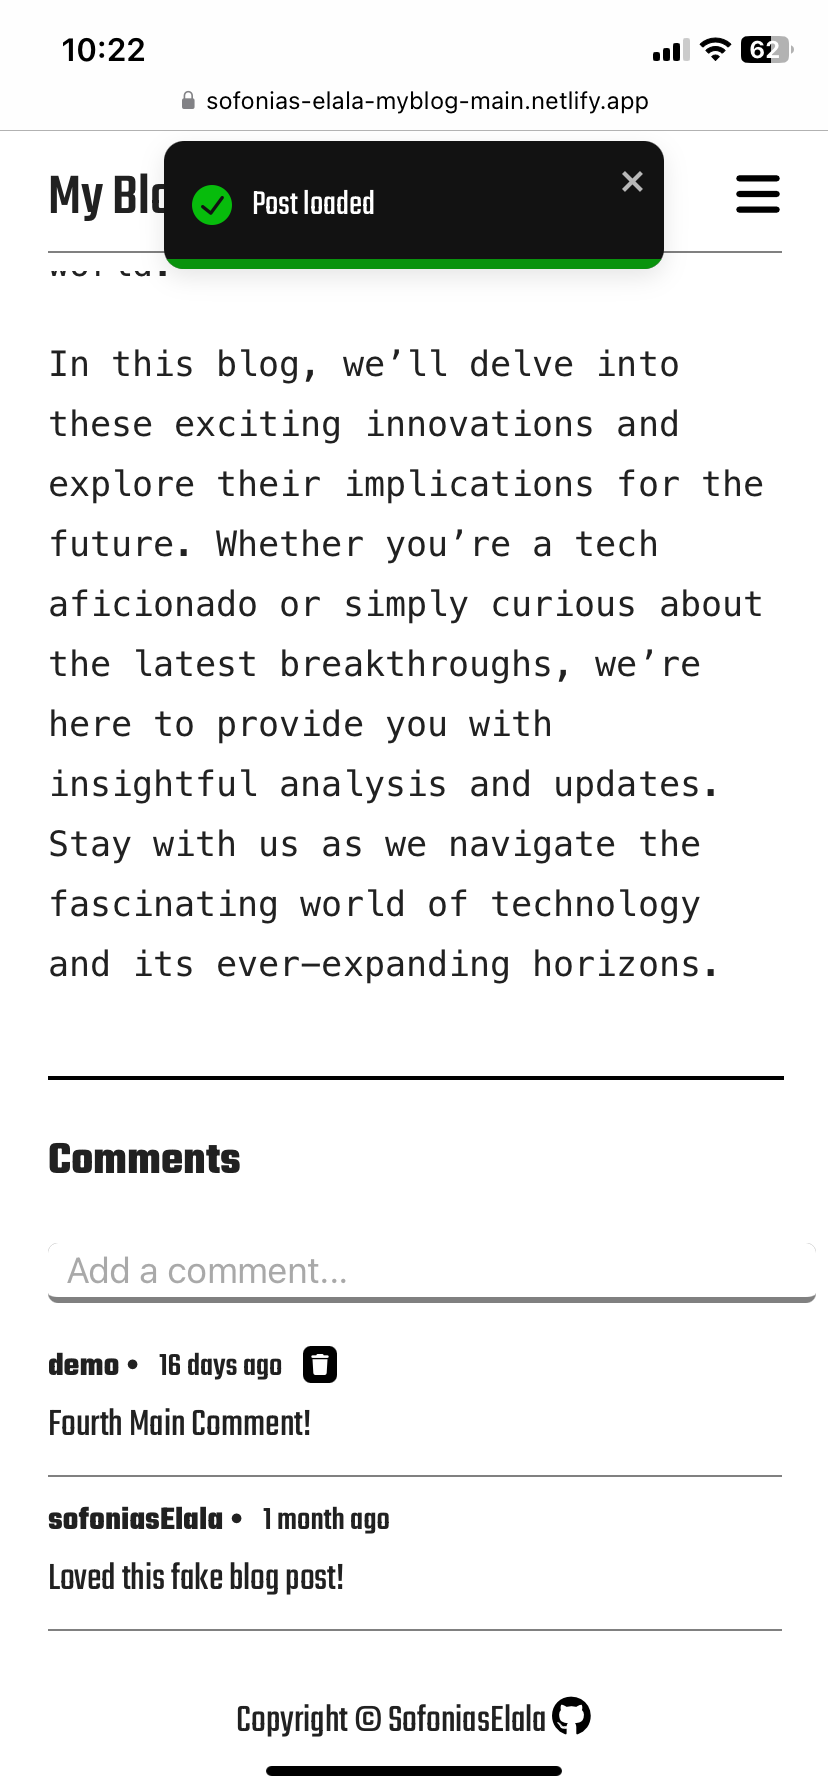 10:22
62
sofonias-elala-myblog-main.netlify.app
My Blo
Post loaded
world.
In this blog, we’ll delve into
these exciting innovations and
explore their implications for the
future. Whether you’re a tech
aficionado or simply curious about
the latest breakthroughs, we’re
here to provide you with
insightful analysis and updates.
Stay with us as we navigate the
fascinating world of technology
and its ever-expanding horizons.
Comments
Add a comment...
demo • 16 days ago
Fourth Main Comment!
sofoniasElala • 1 month ago
Loved this fake blog post!
Copyright © SofoniasElala